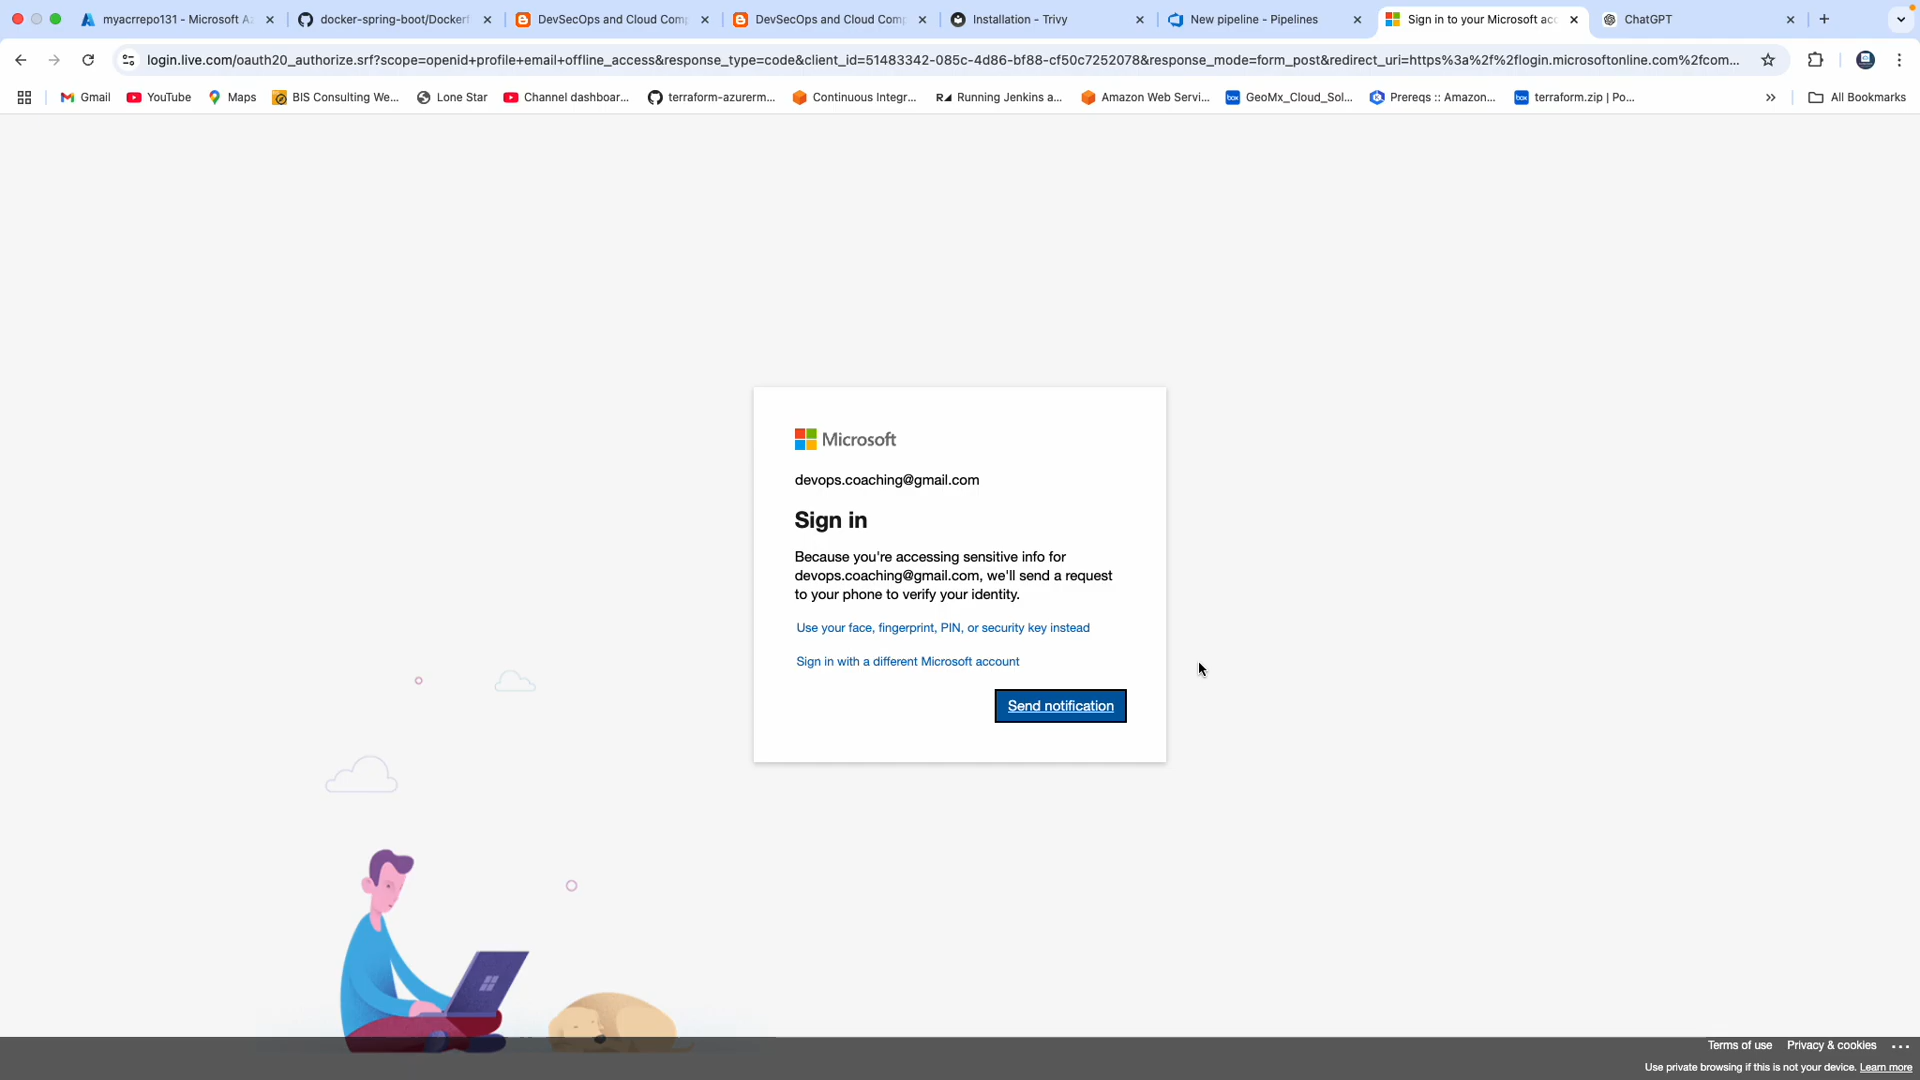 myacrrepo131 - Microsoft Az
docker-spring-boot/Dockerf
DevSecOps and Cloud Comp
DevSecOps and Cloud Comp
Installation - Trivy
New pipeline - Pipelines
Sign in to your Microsoft acc
ChatGPT
login.live.com/oauth20_authorize.srf?scope=openid+profile+email+offline_access&response_type=code&client_id=51483342-085c-4d86-bf88-cf50c7252078&response_mode=form_post&redirect_uri=https%3a%2f%2flogin.microsoftonline.com%2fcom...
Gmail
YouTube
Maps
BIS Consulting We...
Lone Star
Channel dashboar...
terraform-azurerm...
Continuous Integr...
Running Jenkins a...
Amazon Web Servi...
GeoMx_Cloud_Sol...
Prereqs :: Amazon...
terraform.zip | Po...
All Bookmarks
Microsoft
devops.coaching@gmail.com
Sign in
Because you're accessing sensitive info for
devops.coaching@gmail.com, we'll send a request
to your phone to verify your identity.
Use your face, fingerprint, PIN, or security key instead
Sign in with a different Microsoft account
Send notification
Terms of use
Privacy & cookies
...
Use private browsing if this is not your device. Learn more